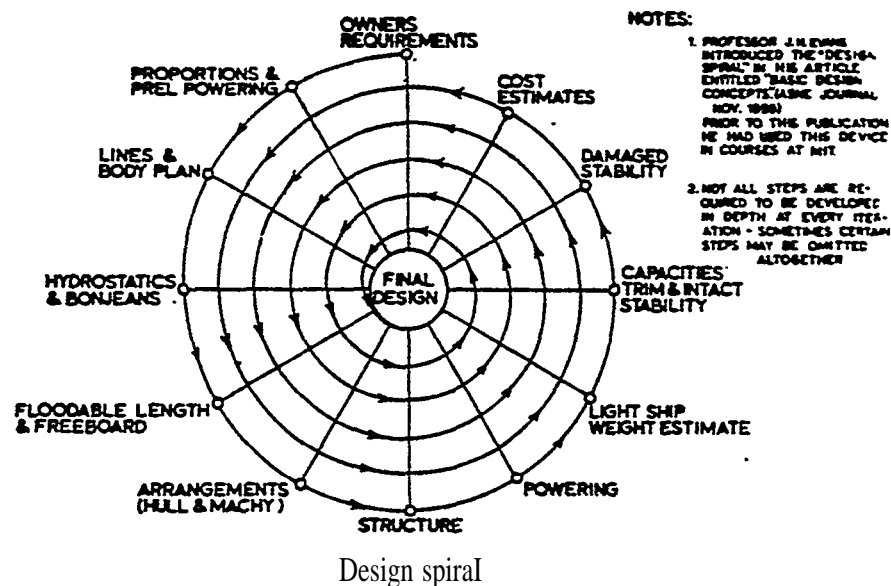 OWNERS
REQUIREMENTS
PROPORTIONS &
PREL POWERING
LINES &
BODY PLAN
HYDROSTATICS
& BONJEANS
FLOODABLE LENGTH
& FREEBOARD
ARRANGEMENTS
(HULL & MACHY)
STRUCTURE
POWERING
LIGHT SHIP
WEIGHT ESTIMATE
CAPACITIES
TRIM & INTACT
STABILITY
DAMAGED
STABILITY
COST
ESTIMATES
FINAL
DESIGN
NOTES:
1. PROFESSOR J.H. EVANS
INTRODUCED THE "DESIGN
SPIRAL" IN HIS ARTICLE
ENTITLED "BASIC DESIGN
CONCEPTS." (ASNE JOURNAL,
NOV.
PRIOR TO THIS PUBLICATION
HE HAD USED THIS DEVICE
IN COURSES AT MIT.
2. NOT ALL STEPS ARE RE-
QUIRED TO BE DEVELOPED
IN DEPTH AT EVERY ITER-
ATION - SOMETIMES CERTAIN
STEPS MAY BE OMITTED
ALTOGETHER
Design spiral